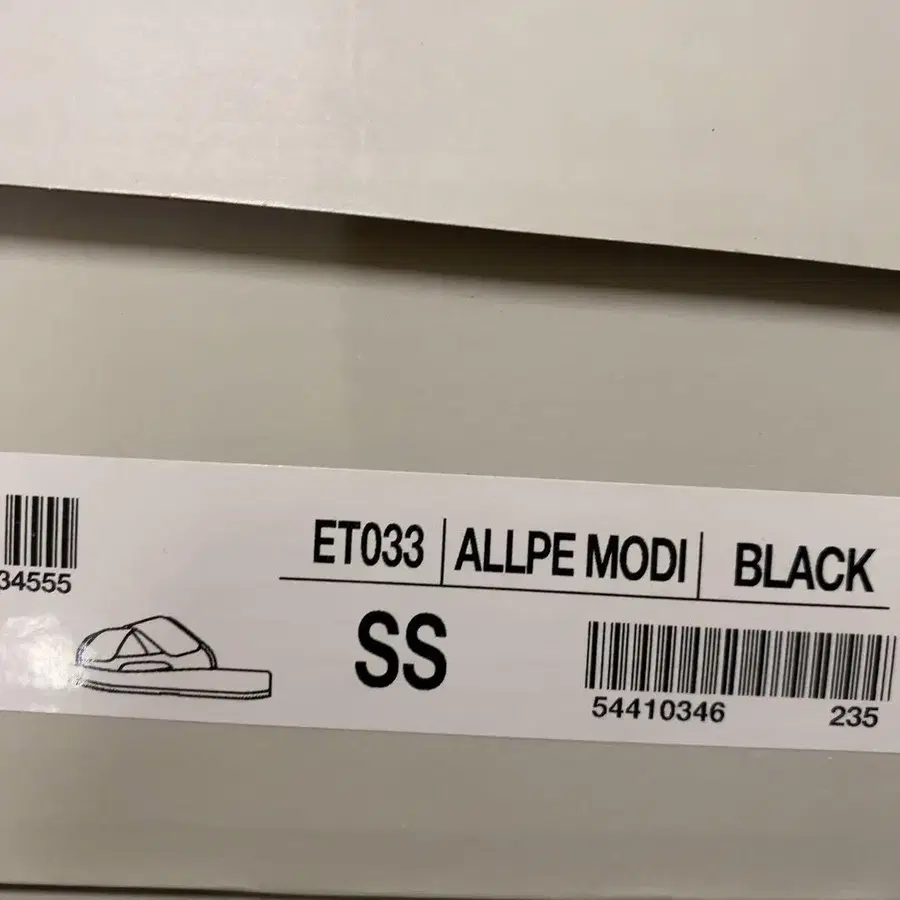 ET033 | ALLPE MODI | BLACK
34555
SS
54410346 235